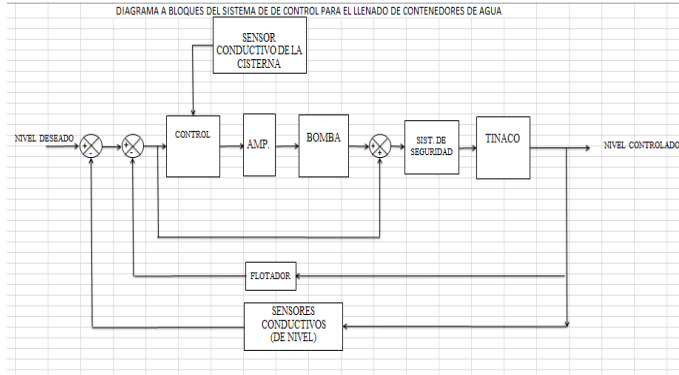 DIAGRAMA A BLOQUES DEL SISTEMA DE DE CONTROL PARA EL LLENADO DE CONTENEDORES DE AGUA
SENSOR
CONDUCTIVO DE LA
CISTERNA
NIVEL DESEADO
+
-
+
-
CONTROL
AMP.
BOMBA
+
+
SIST. DE
SEGURIDAD
TINACO
NIVEL CONTROLADO
FLOTADOR
SENSORES
CONDUCTIVOS
(DE NIVEL)